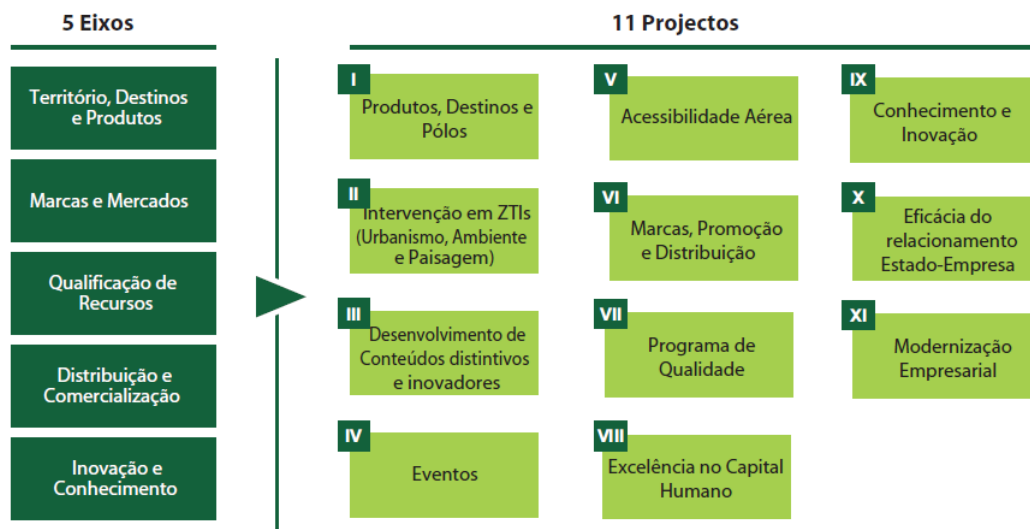 5 Eixos
Território, Destinos
e Produtos
Marcas e Mercados
Qualificação de
Recursos
Distribuição e
Comercialização
Inovação e
Conhecimento
11 Projectos
I
Produtos, Destinos e
Pólos
II
Intervenção em ZTIs
(Urbanismo, Ambiente
e Paisagem)
III
Desenvolvimento de
Conteúdos distintivos
e inovadores
IV
Eventos
V
Acessibilidade Aérea
VI
Marcas, Promoção
e Distribuição
VII
Programa de
Qualidade
VIII
Excelência no Capital
Humano
IX
Conhecimento e
Inovação
X
Eficácia do
relacionamento
Estado-Empresa
XI
Modernização
Empresarial